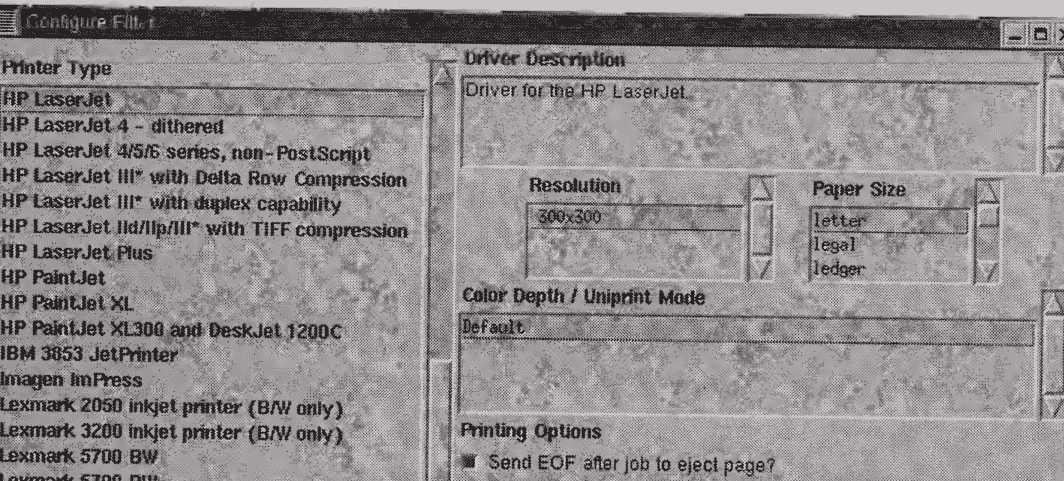 Configure Filter
Printer Type
HP LaserJet
HP LaserJet 4 - dithered
HP LaserJet 4/5/6 series, non-PostScript
HP LaserJet III* with Delta Row Compression
HP LaserJet III* with duplex capability
HP LaserJet IId/IIp/III* with TIFF compression
HP LaserJet Plus
HP PaintJet
HP PaintJet XL
HP PaintJet XL300 and DeskJet 1200C
IBM 3853 JetPrinter
Imagen ImPress
Lexmark 2050 inkjet printer (B/W only)
Lexmark 3200 inkjet printer (B/W only)
Lexmark 5700 BW
Driver Description
Driver for the HP LaserJet
Resolution
300x300
Paper Size
letter
legal
ledger
Color Depth / Uniprint Mode
Default
Printing Options
Send EOF after job to eject page?